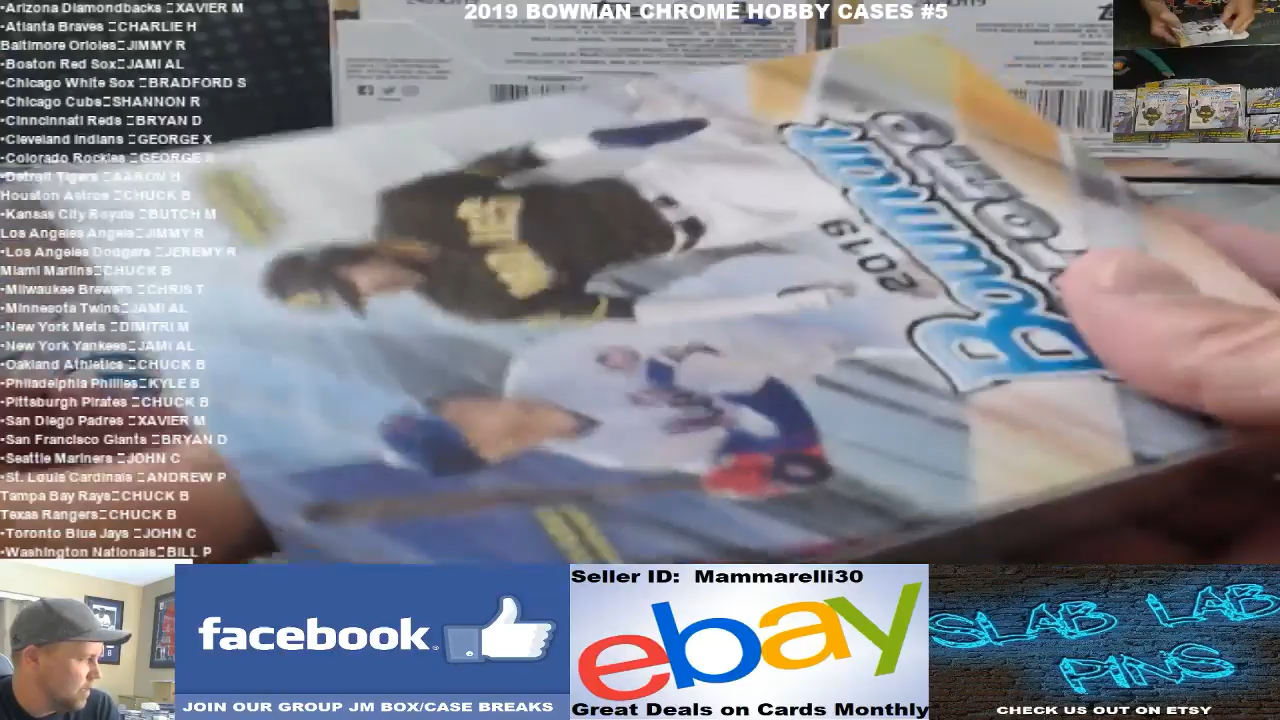 2019 BOWMAN CHROME HOBBY CASES #5
•Arizona Diamondbacks XAVIER M
•Atlanta Braves CHARLIE H
Baltimore Orioles JIMMY R
•Boston Red Sox JAMI AL
•Chicago White Sox BRADFORD S
•Chicago Cubs SHANNON R
•Cinncinnati Reds BRYAN D
•Cleveland Indians GEORGE X
•Colorado Rockies GEORGE
•Detroit Tigers AARON B
Houston Astros CHUCK B
•Kansas City Royals BUTCH M
Los Angeles Angels JIMMY R
•Los Angeles Dodgers JEREMY R
Miami Marlins CHUCK B
•Milwaukee Brewers CHRIS T
•Minnesota Twins JAMI AL
•New York Mets DIMITRI M
•New York Yankees JAMI AL
•Oakland Athletics CHUCK B
•Philadelphia Phillies KYLE B
•Pittsburgh Pirates CHUCK B
•San Diego Padres XAVIER M
•San Francisco Giants BRYAN D
•Seattle Mariners JOHN C
•St. Louis Cardinals ANDREW P
Tampa Bay Rays CHUCK B
Texas Rangers CHUCK B
•Toronto Blue Jays JOHN C
•Washington Nationals BILL P
2019
Bowman
facebook
JOIN OUR GROUP JM BOX/CASE BREAKS
Seller ID: Mammarelli30
ebay
Great Deals on Cards Monthly
SLAB LAB
PINS
CHECK US OUT ON ETSY